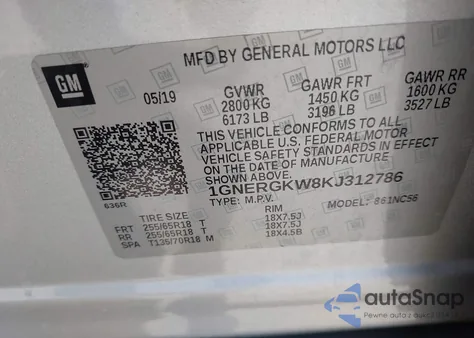 MFD BY GENERAL MOTORS LLC
GM
05/19 GVWR GAWR FRT GAWR RR
2800 KG 1450 KG 1600 KG
6173 LB 3196 LB 3527 LB
THIS VEHICLE CONFORMS TO ALL
APPLICABLE U.S. FEDERAL MOTOR
VEHICLE SAFETY STANDARDS IN EFFECT
ON THE DATE OF MANUFACTURE SHOWN ABOVE.
1GNERGKW8KJ312786
636R
TYPE: M.P.V. MODEL: 861NC56
TIRE SIZE RIM
FRT 255/65R18 T 18X7.5J
RR 255/65R18 T 18X7.5J
SPA T135/70R18 M 18X4.5B
autoSnap